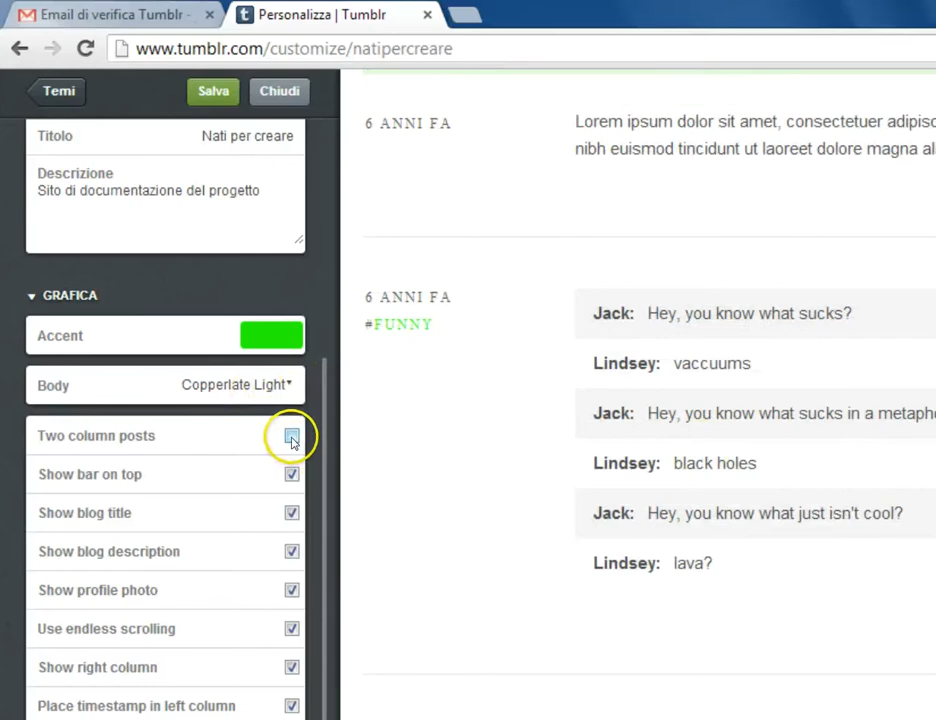 Email di verifica Tumblr -
Personalizza | Tumblr
www.tumblr.com/customize/natipercreare
Temi
Salva
Chiudi
Titolo Nati per creare
Descrizione
Sito di documentazione del progetto
GRAFICA
Accent
Body Copperlate Light
Two column posts
Show bar on top
Show blog title
Show blog description
Show profile photo
Use endless scrolling
Show right column
Place timestamp in left column
6 ANNI FA
Lorem ipsum dolor sit amet, consectetuer adipisc
nibh euismod tincidunt ut laoreet dolore magna al
6 ANNI FA
#FUNNY
Jack: Hey, you know what sucks?
Lindsey: vaccuums
Jack: Hey, you know what sucks in a metapho
Lindsey: black holes
Jack: Hey, you know what just isn't cool?
Lindsey: lava?